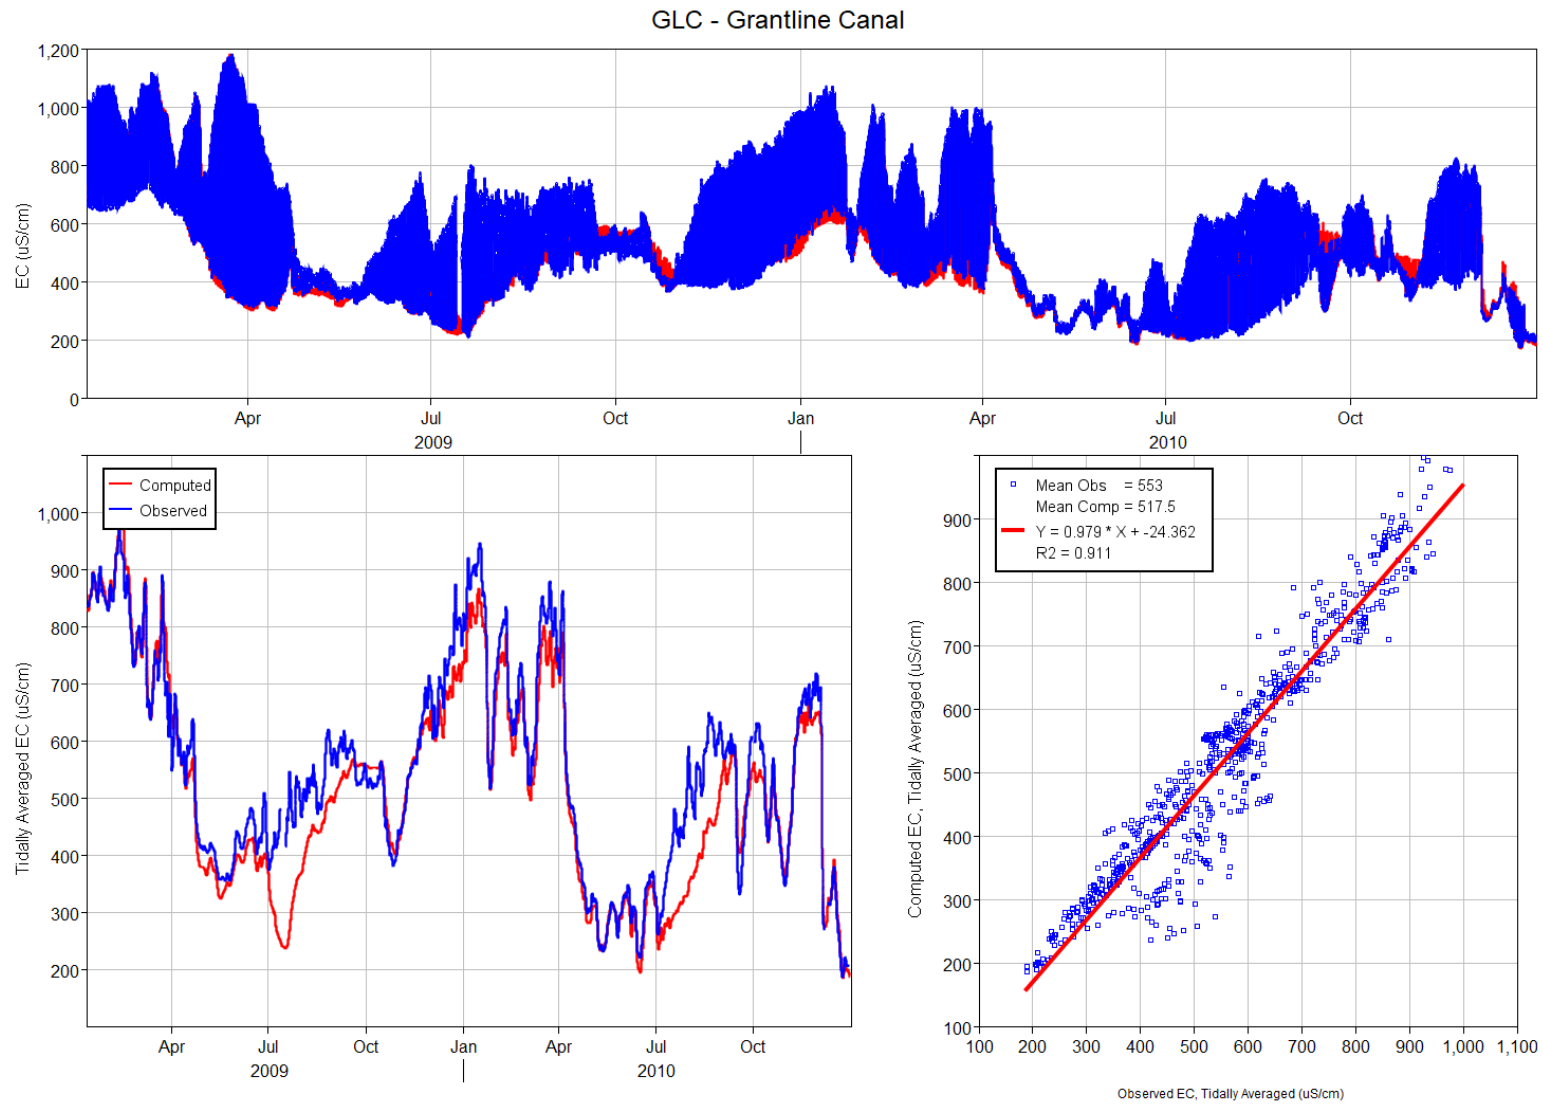 GLC - Grantline Canal
1,200
1,000
800
600
400
200
0
EC (uS/cm)
Apr Jul Oct Jan Apr Jul Oct
2009 2010
Computed
Observed
1,000
900
800
700
600
500
400
300
200
Tidally Averaged EC (uS/cm)
Apr Jul Oct Jan Apr Jul Oct
2009 2010
Mean Obs = 553
Mean Comp = 517.5
Y = 0.979 * X + -24.362
R2 = 0.911
900
800
700
600
500
400
300
200
100
Computed EC, Tidally Averaged (uS/cm)
100 200 300 400 500 600 700 800 900 1,000 1,100
Observed EC, Tidally Averaged (uS/cm)